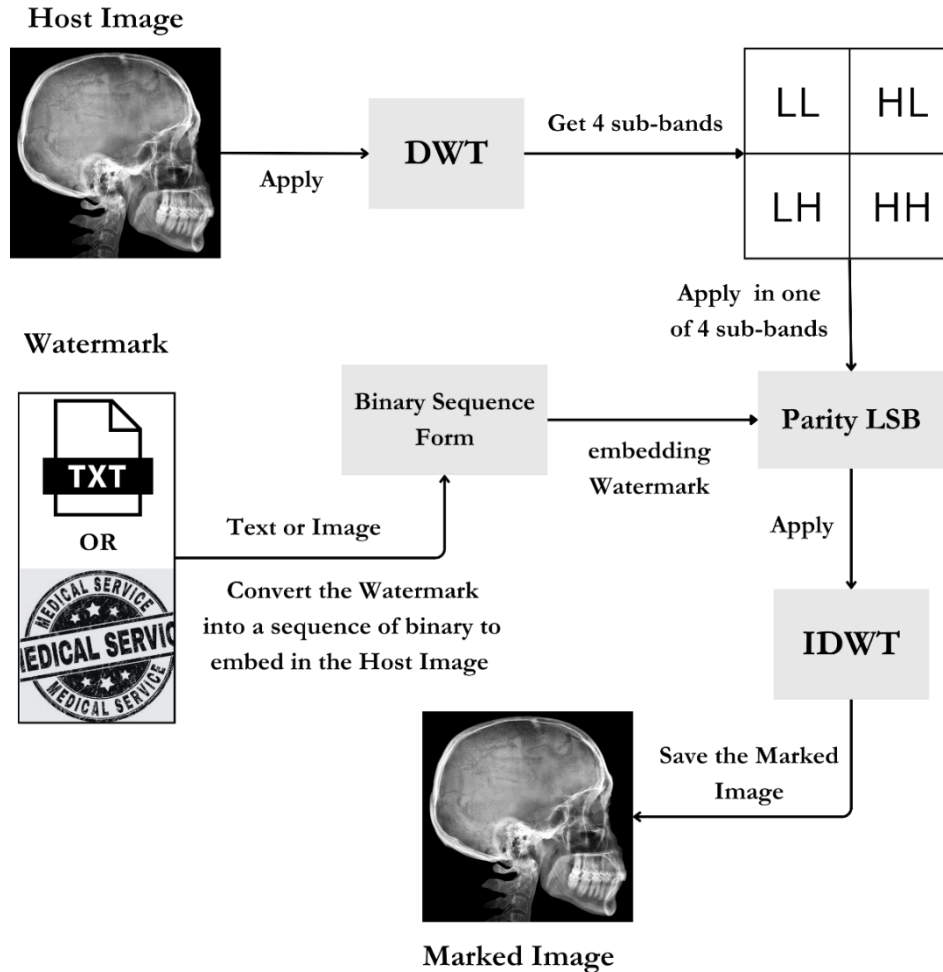 Host Image
Apply
DWT
Get 4 sub-bands
LL
HL
LH
HH
Apply in one
of 4 sub-bands
Watermark
TXT
OR
MEDICAL SERVICE
EDICAL SERVIC
MEDICAL SERVICE
Text or Image
Convert the Watermark
into a sequence of binary to
embed in the Host Image
Binary Sequence
Form
embedding
Watermark
Parity LSB
Apply
IDWT
Save the Marked
Image
Marked Image